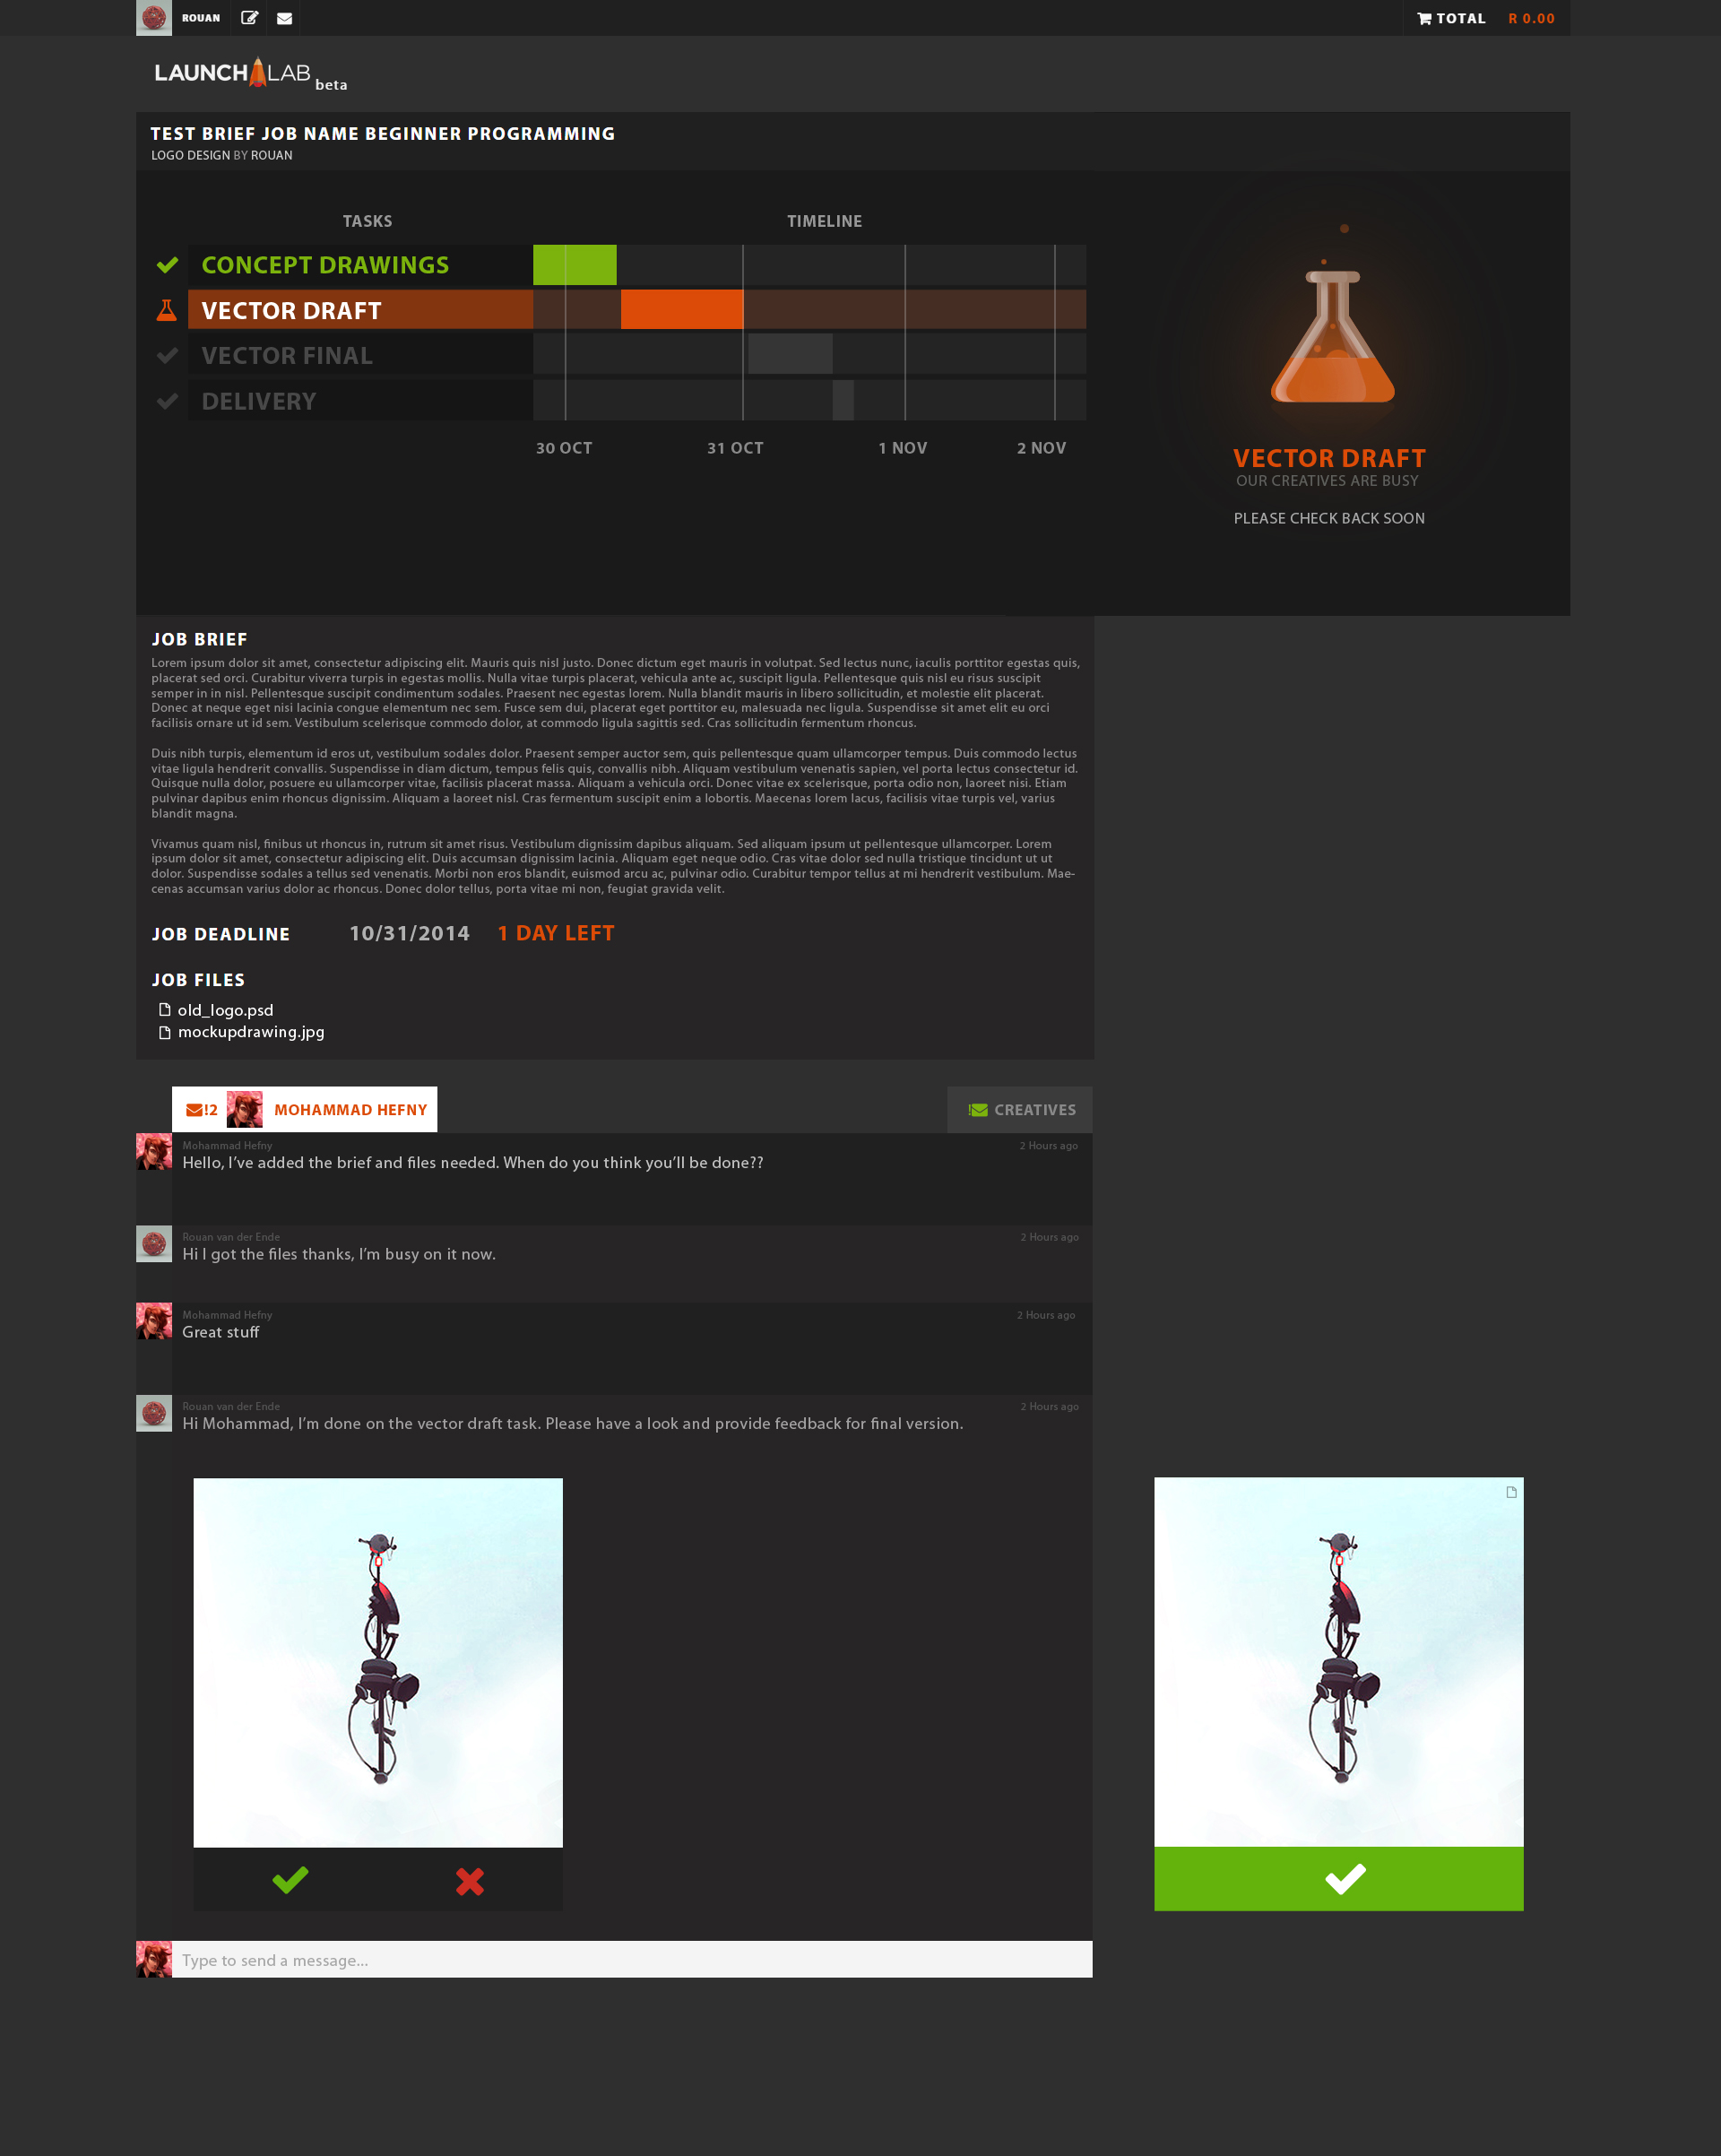 ROUAN
TOTAL R 0.00
LAUNCH LAB beta
TEST BRIEF JOB NAME BEGINNER PROGRAMMING
LOGO DESIGN BY ROUAN
TASKS TIMELINE
CONCEPT DRAWINGS
VECTOR DRAFT
VECTOR FINAL
DELIVERY
30 OCT 31 OCT 1 NOV 2 NOV
VECTOR DRAFT
OUR CREATIVES ARE BUSY
PLEASE CHECK BACK SOON
JOB BRIEF
Lorem ipsum dolor sit amet, consectetur adipiscing elit. Mauris quis nisl justo. Donec dictum eget mauris in volutpat. Sed lectus nunc, iaculis porttitor egestas quis,
placerat sed orci. Curabitur viverra turpis in egestas mollis. Nulla vitae turpis placerat, vehicula ante ac, suscipit ligula. Pellentesque quis nisl eu risus suscipit
semper in in nisl. Pellentesque suscipit condimentum sodales. Praesent nec egestas lorem. Nulla blandit mauris in libero sollicitudin, et molestie elit placerat.
Donec at neque eget nisi lacinia congue elementum nec sem. Fusce sem dui, placerat eget porttitor eu, malesuada nec ligula. Suspendisse sit amet elit eu orci
facilisis ornare ut id sem. Vestibulum scelerisque commodo dolor, at commodo ligula sagittis sed. Cras sollicitudin fermentum rhoncus.
Duis nibh turpis, elementum id eros ut, vestibulum sodales dolor. Praesent semper auctor sem, quis pellentesque quam ullamcorper tempus. Duis commodo lectus
vitae ligula hendrerit convallis. Suspendisse in diam dictum, tempus felis quis, convallis nibh. Aliquam vestibulum venenatis sapien, vel porta lectus consectetur id.
Quisque nulla dolor, posuere eu ullamcorper vitae, facilisis placerat massa. Aliquam a vehicula orci. Donec vitae ex scelerisque, porta odio non, laoreet nisi. Etiam
pulvinar dapibus enim rhoncus dignissim. Aliquam a laoreet nisl. Cras fermentum suscipit enim a lobortis. Maecenas lorem lacus, facilisis vitae turpis vel, varius
blandit magna.
Vivamus quam nisl, finibus ut rhoncus in, rutrum sit amet risus. Vestibulum dignissim dapibus aliquam. Sed aliquam ipsum ut pellentesque ullamcorper. Lorem
ipsum dolor sit amet, consectetur adipiscing elit. Duis accumsan dignissim lacinia. Aliquam eget neque odio. Cras vitae dolor sed nulla tristique tincidunt ut ut
dolor. Suspendisse sodales a tellus sed venenatis. Morbi non eros blandit, euismod arcu ac, pulvinar odio. Curabitur tempor tellus at mi hendrerit vestibulum. Mae-
cenas accumsan varius dolor ac rhoncus. Donec dolor tellus, porta vitae mi non, feugiat gravida velit.
JOB DEADLINE 10/31/2014 1 DAY LEFT
JOB FILES
old_logo.psd
mockupdrawing.jpg
!2 MOHAMMAD HEFNY ! CREATIVES
Mohammad Hefny 2 Hours ago
Hello, I've added the brief and files needed. When do you think you'll be done??
Rouan van der Ende 2 Hours ago
Hi I got the files thanks, I'm busy on it now.
Mohammad Hefny 2 Hours ago
Great stuff
Rouan van der Ende 2 Hours ago
Hi Mohammad, I'm done on the vector draft task. Please have a look and provide feedback for final version.
Type to send a message...